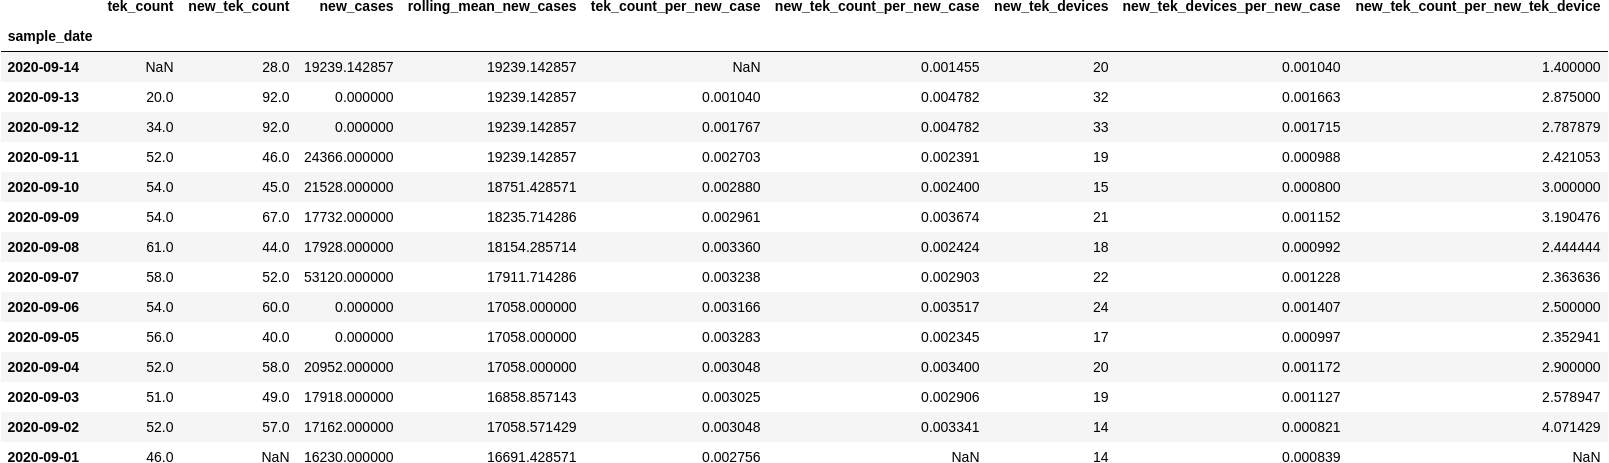 tek_count new_tek_count new_cases rolling_mean_new_cases tek_count_per_new_case new_tek_count_per_new_case new_tek_devices new_tek_devices_per_new_case new_tek_count_per_new_tek_device
sample_date
2020-09-14 NaN 28.0 19239.142857 19239.142857 NaN 0.001455 20 0.001040 1.400000
2020-09-13 20.0 92.0 0.000000 19239.142857 0.001040 0.004782 32 0.001663 2.875000
2020-09-12 34.0 92.0 0.000000 19239.142857 0.001767 0.004782 33 0.001715 2.787879
2020-09-11 52.0 46.0 24366.000000 19239.142857 0.002703 0.002391 19 0.000988 2.421053
2020-09-10 54.0 45.0 21528.000000 18751.428571 0.002880 0.002400 15 0.000800 3.000000
2020-09-09 54.0 67.0 17732.000000 18235.714286 0.002961 0.003674 21 0.001152 3.190476
2020-09-08 61.0 44.0 17928.000000 18154.285714 0.003360 0.002424 18 0.000992 2.444444
2020-09-07 58.0 52.0 53120.000000 17911.714286 0.003238 0.002903 22 0.001228 2.363636
2020-09-06 54.0 60.0 0.000000 17058.000000 0.003166 0.003517 24 0.001407 2.500000
2020-09-05 56.0 40.0 0.000000 17058.000000 0.003283 0.002345 17 0.000997 2.352941
2020-09-04 52.0 58.0 20952.000000 17058.000000 0.003048 0.003400 20 0.001172 2.900000
2020-09-03 51.0 49.0 17918.000000 16858.857143 0.003025 0.002906 19 0.001127 2.578947
2020-09-02 52.0 57.0 17162.000000 17058.571429 0.003048 0.003341 14 0.000821 4.071429
2020-09-01 46.0 NaN 16230.000000 16691.428571 0.002756 NaN 14 0.000839 NaN